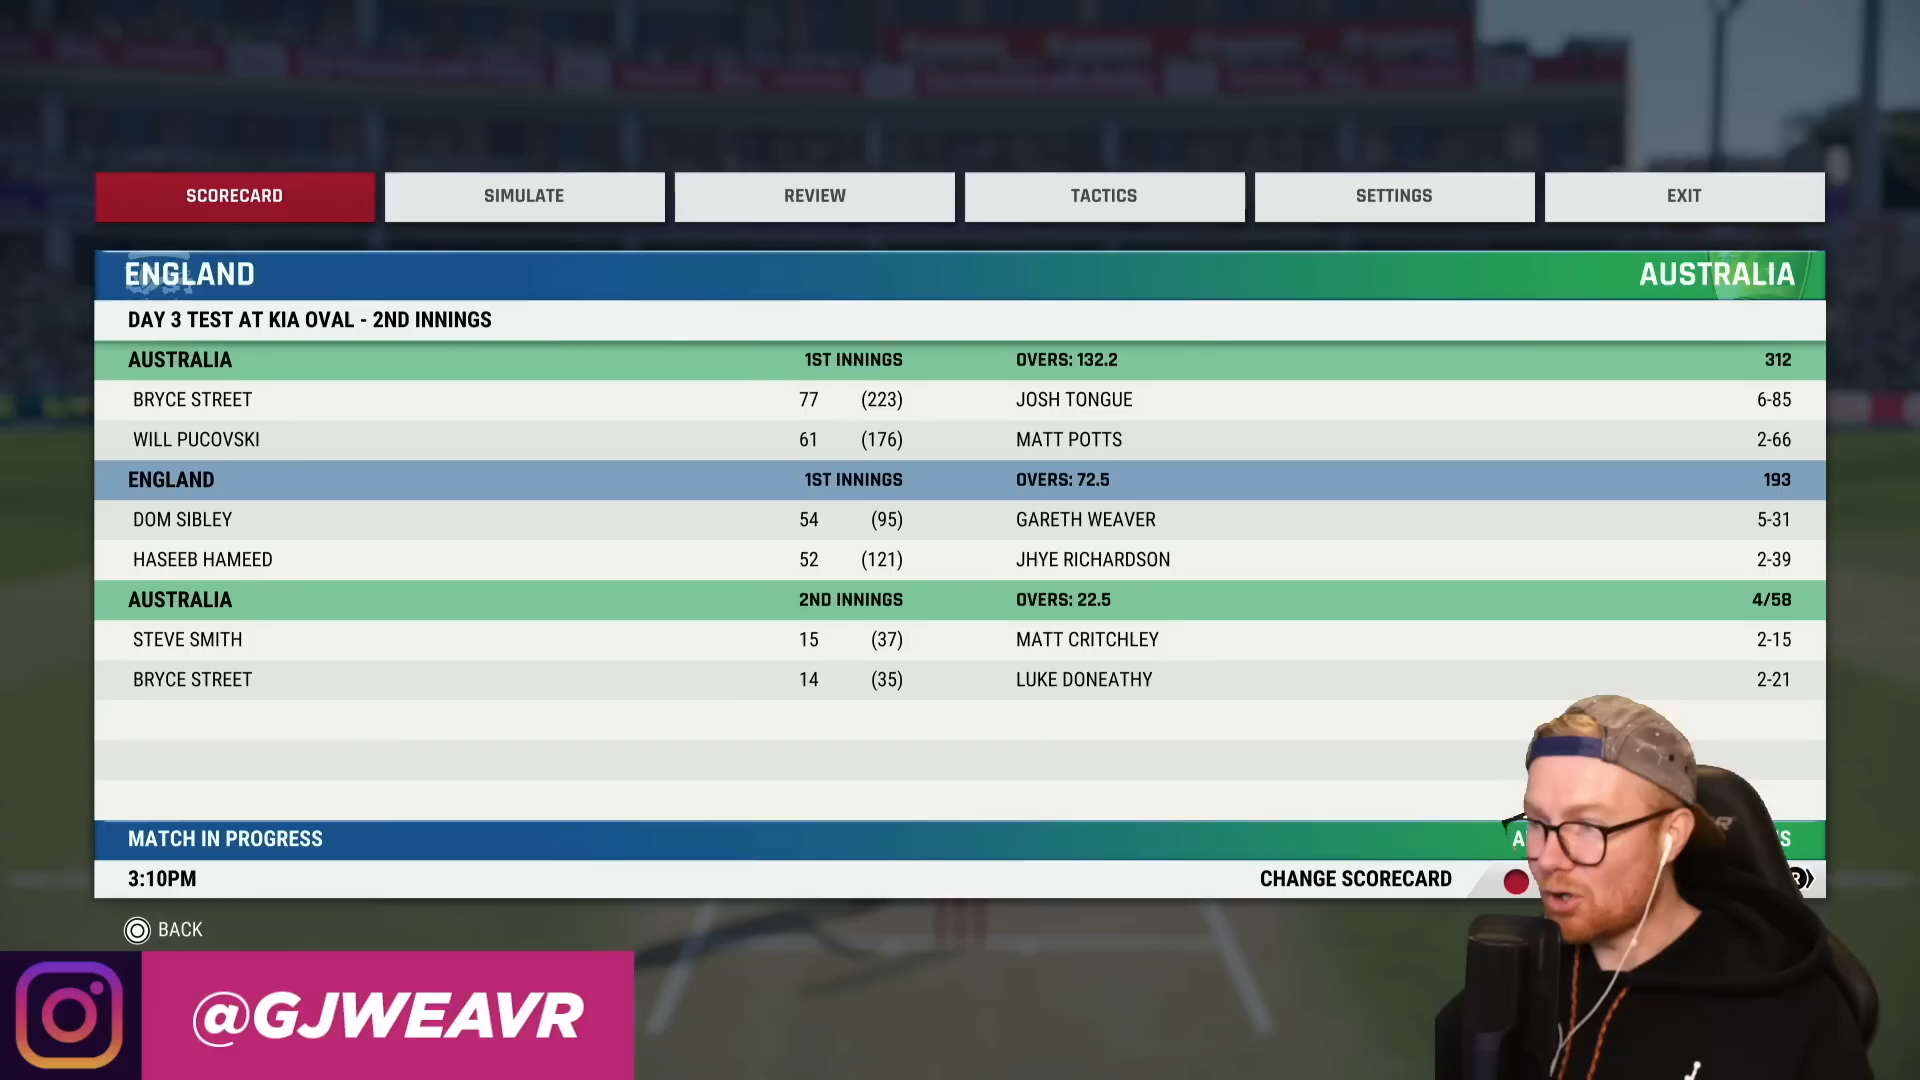 SCORECARD SIMULATE REVIEW TACTICS SETTINGS EXIT
ENGLAND AUSTRALIA
DAY 3 TEST AT KIA OVAL - 2ND INNINGS
AUSTRALIA 1ST INNINGS OVERS: 132.2 312
BRYCE STREET 77 (223) JOSH TONGUE 6-85
WILL PUCOVSKI 61 (176) MATT POTTS 2-66
ENGLAND 1ST INNINGS OVERS: 72.5 193
DOM SIBLEY 54 (95) GARETH WEAVER 5-31
HASEEB HAMEED 52 (121) JHYE RICHARDSON 2-39
AUSTRALIA 2ND INNINGS OVERS: 22.5 4/58
STEVE SMITH 15 (37) MATT CRITCHLEY 2-15
BRYCE STREET 14 (35) LUKE DONEATHY 2-21
MATCH IN PROGRESS
3:10PM CHANGE SCORECARD R
BACK
@GJWEAVR